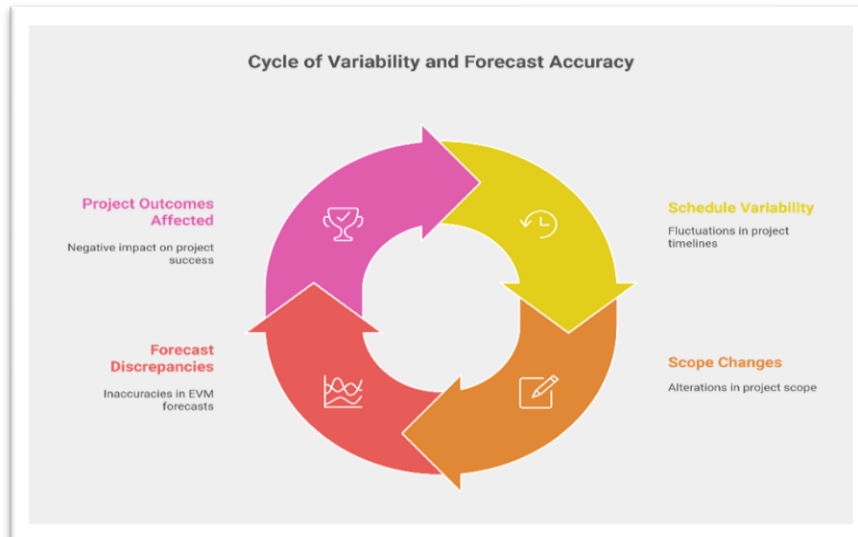 Cycle of Variability and Forecast Accuracy
Project Outcomes
Affected
Negative impact on project
success
Schedule Variability
Fluctuations in project
timelines
Forecast
Discrepancies
Inaccuracies in EVM
forecasts
Scope Changes
Alterations in project scope